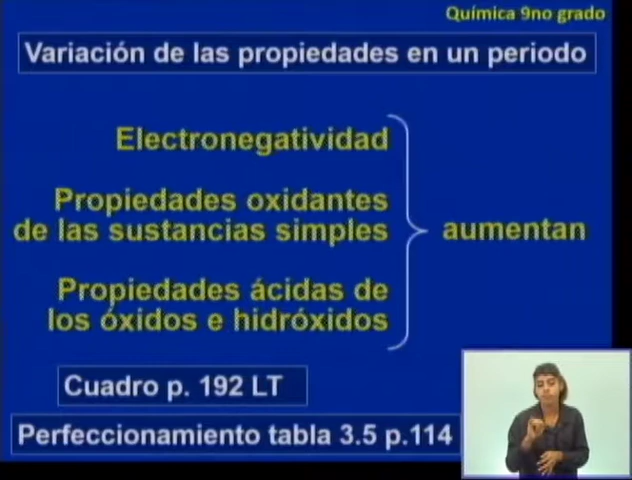 Química 9no grado
Variación de las propiedades en un periodo
Electronegatividad
Propiedades oxidantes
de las sustancias simples
aumentan
Propiedades ácidas de
los óxidos e hidróxidos
Cuadro p. 192 LT
Perfeccionamiento tabla 3.5 p.114